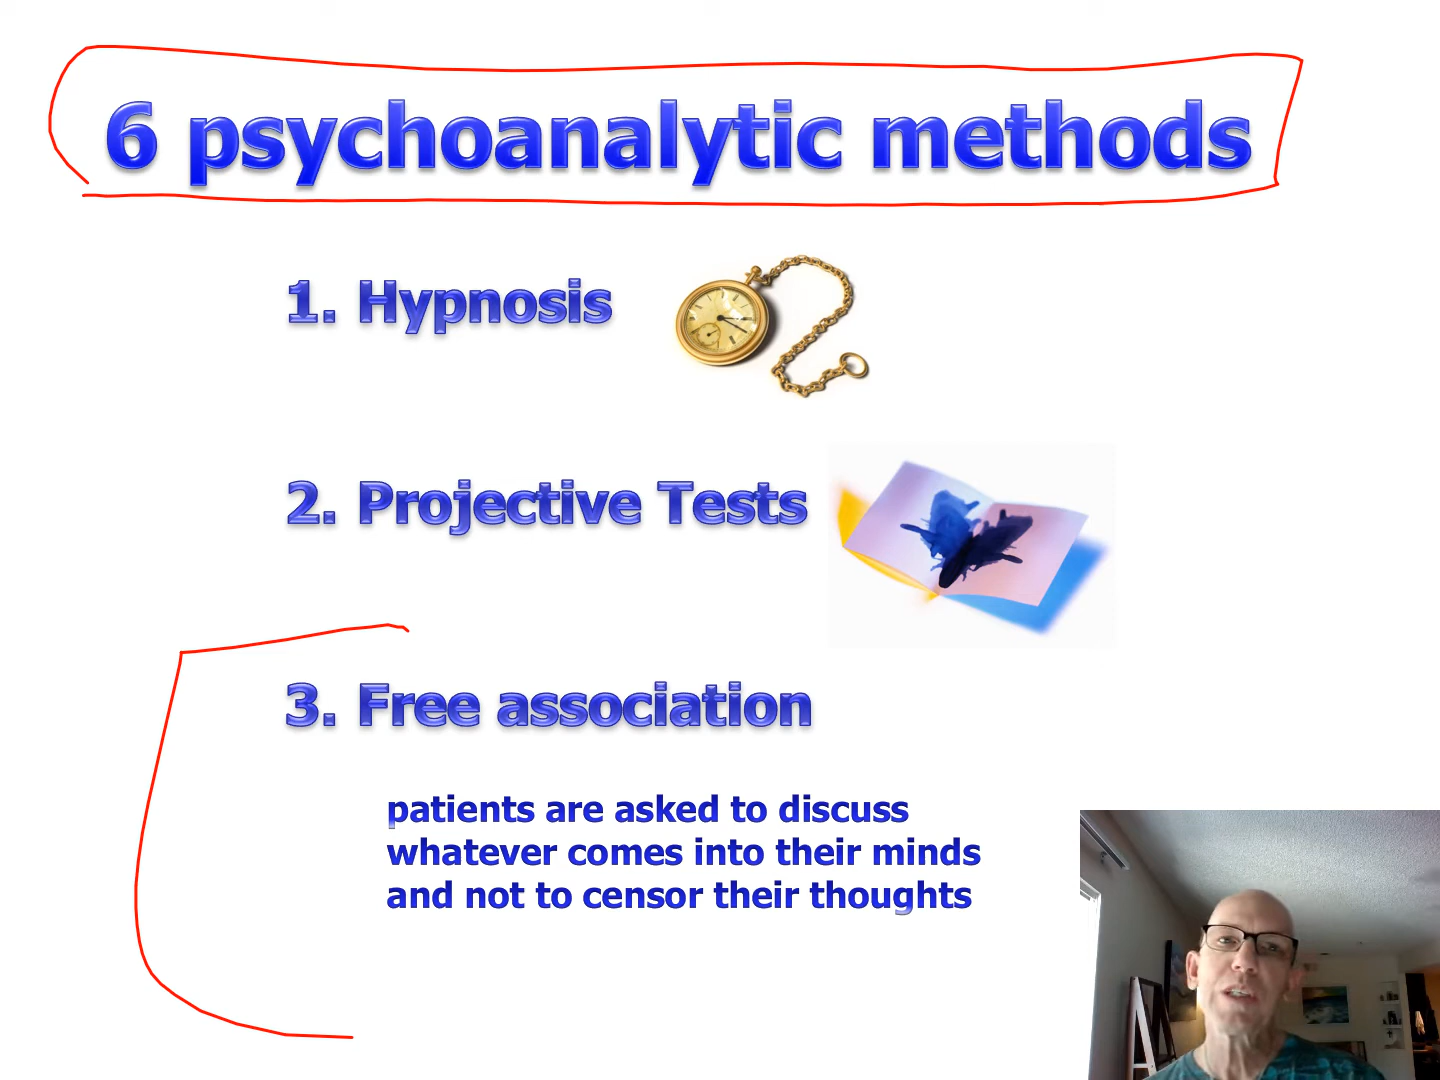 6 psychoanalytic methods
1. Hypnosis
2. Projective Tests
3. Free association
patients are asked to discuss
whatever comes into their minds
and not to censor their thoughts